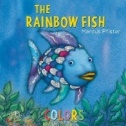 THE
RAINBOW FISH
Marcus Pfister
COLORS